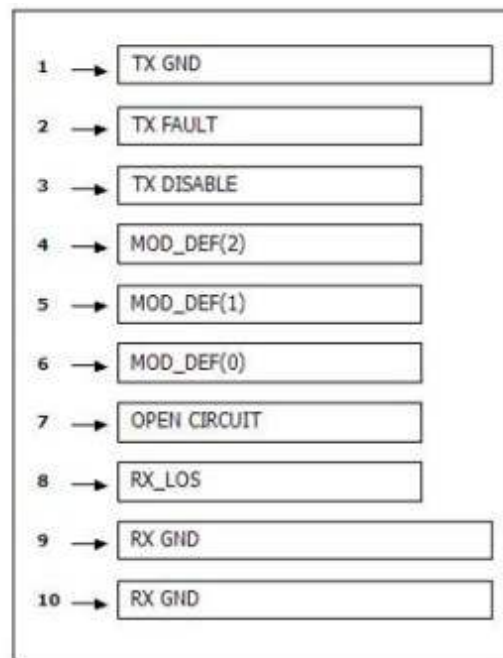 1 TX GND
2 TX FAULT
3 TX DISABLE
4 MOD_DEF(2)
5 MOD_DEF(1)
6 MOD_DEF(0)
7 OPEN CIRCUIT
8 RX_LOS
9 RX GND
10 RX GND